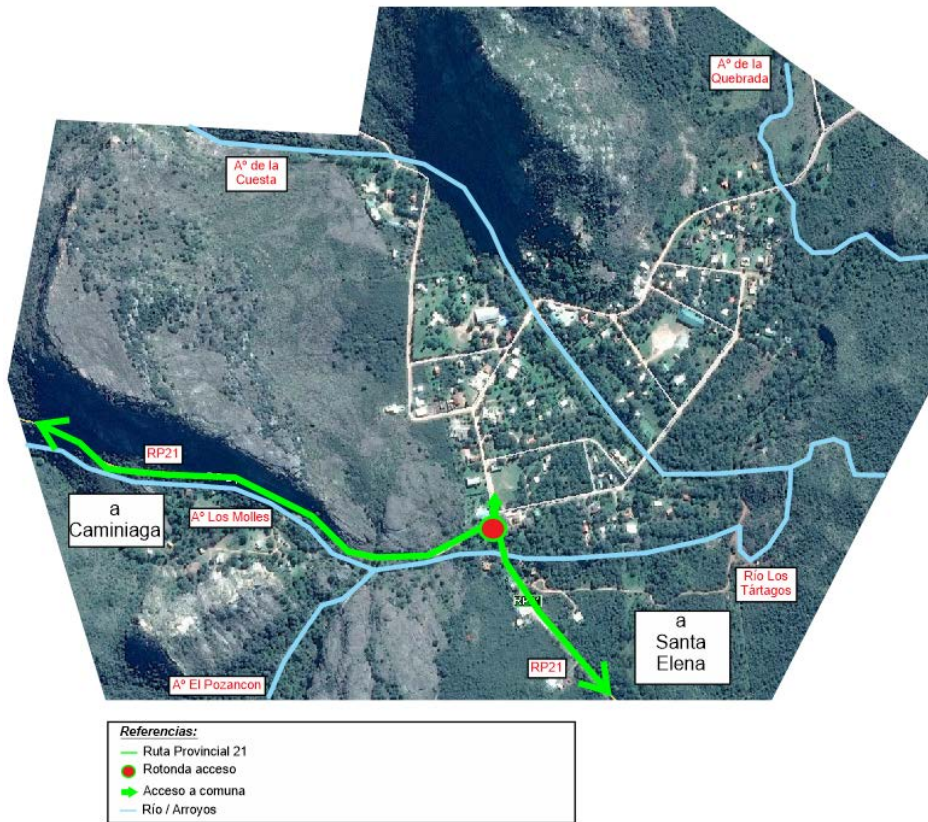 Aº de la
Quebrada
Aº de la
Cuesta
RP21
a
Caminiaga
Aº Los Molles
Río Los
Tártagos
a
Santa
Elena
RP21
Aº El Pozancon
Referencias:
Ruta Provincial 21
Rotonda acceso
Acceso a comuna
Río / Arroyos